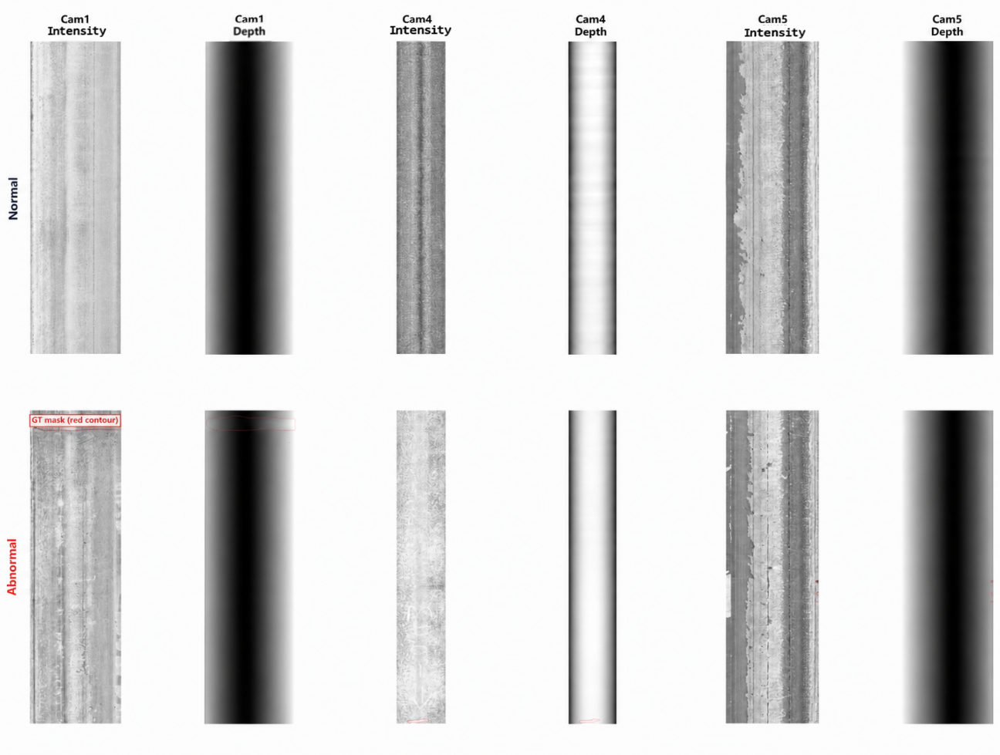 Cam1
Intensity
Cam1
Depth
Cam4
Intensity
Cam4
Depth
Cam5
Intensity
Cam5
Depth
Normal
Abnormal
GT mask (red contour)